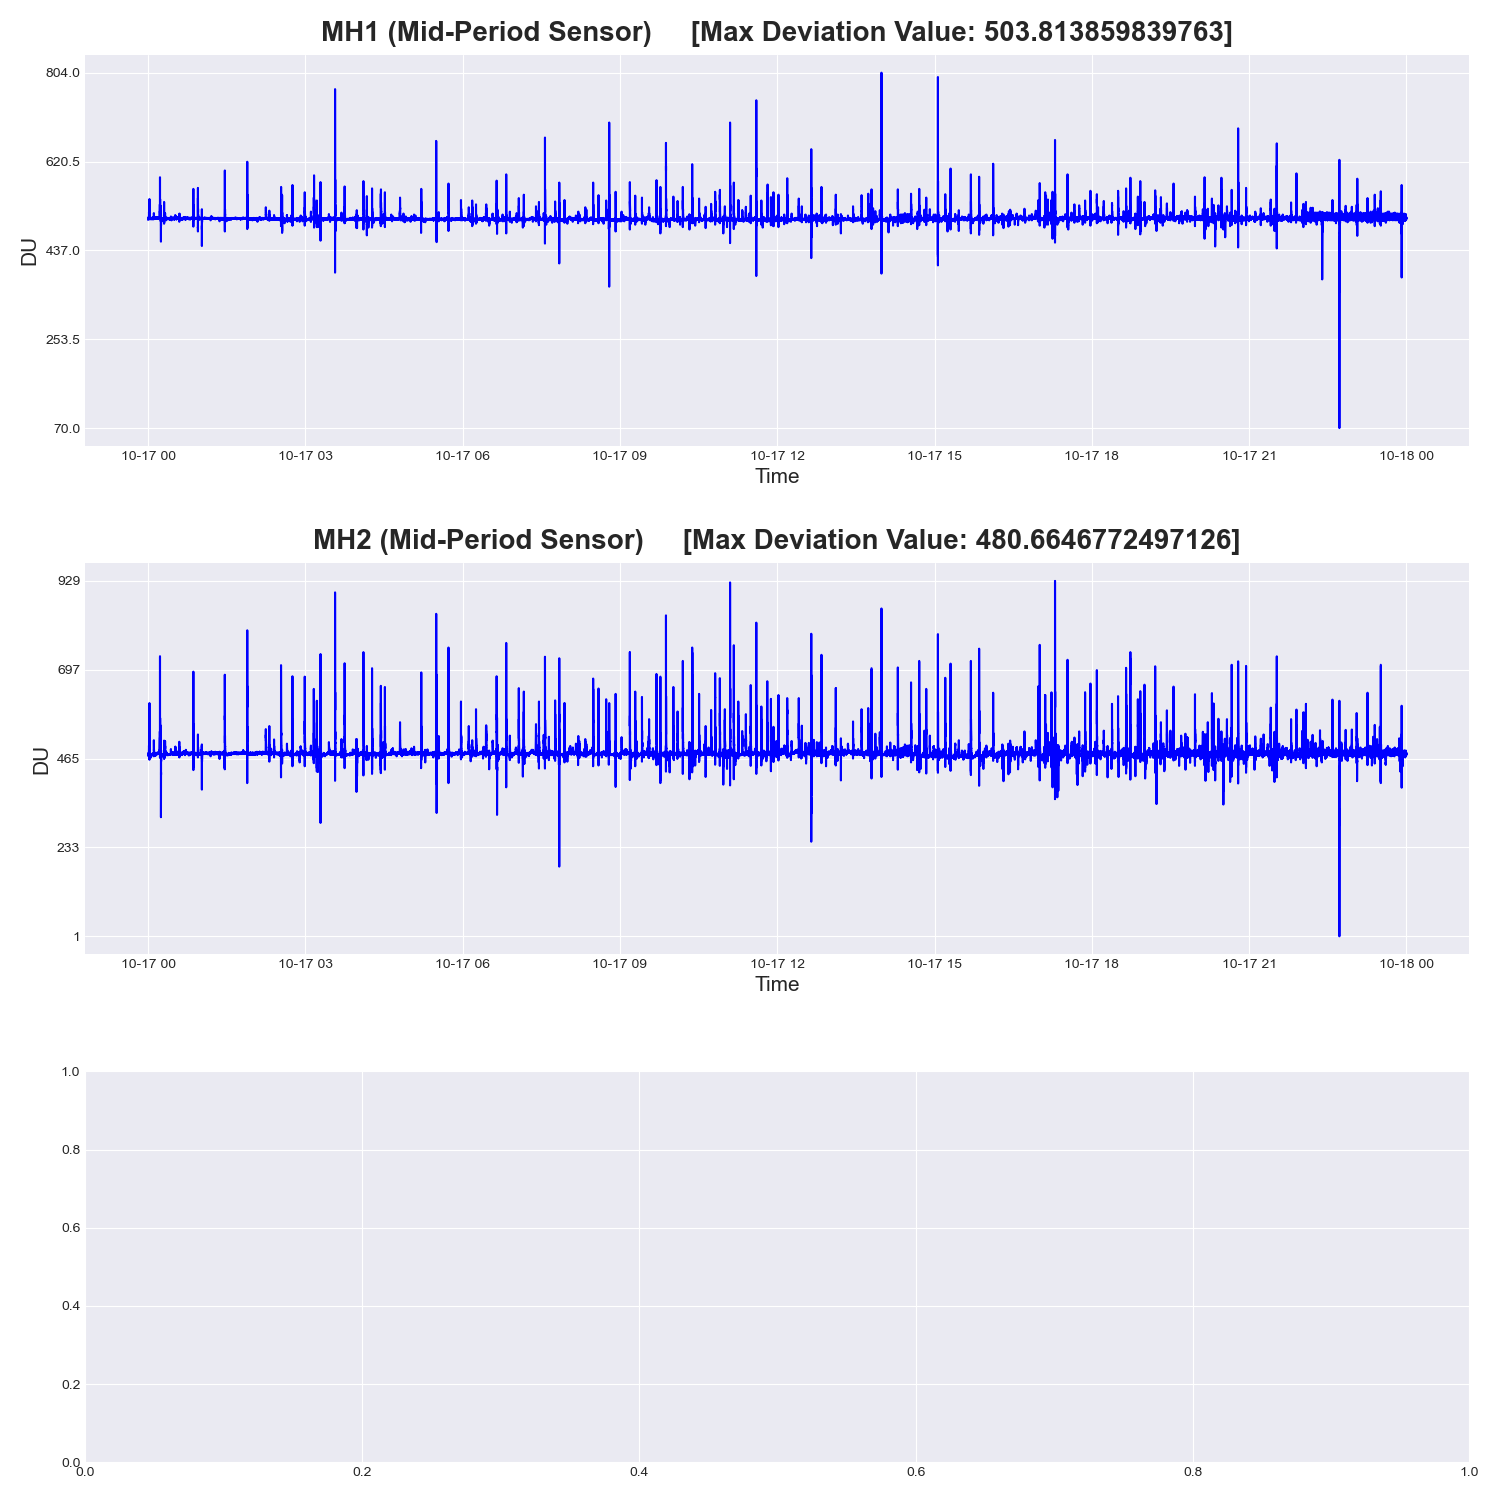 MH1 (Mid-Period Sensor) [Max Deviation Value: 503.813859839763]
804.0
620.5
437.0
253.5
70.0
DU
10-17 00 10-17 03 10-17 06 10-17 09 10-17 12 10-17 15 10-17 18 10-17 21 10-18 00
Time
MH2 (Mid-Period Sensor) [Max Deviation Value: 480.6646772497126]
929
697
465
233
1
DU
10-17 00 10-17 03 10-17 06 10-17 09 10-17 12 10-17 15 10-17 18 10-17 21 10-18 00
Time
1.0
0.8
0.6
0.4
0.2
0.0
0.0 0.2 0.4 0.6 0.8 1.0